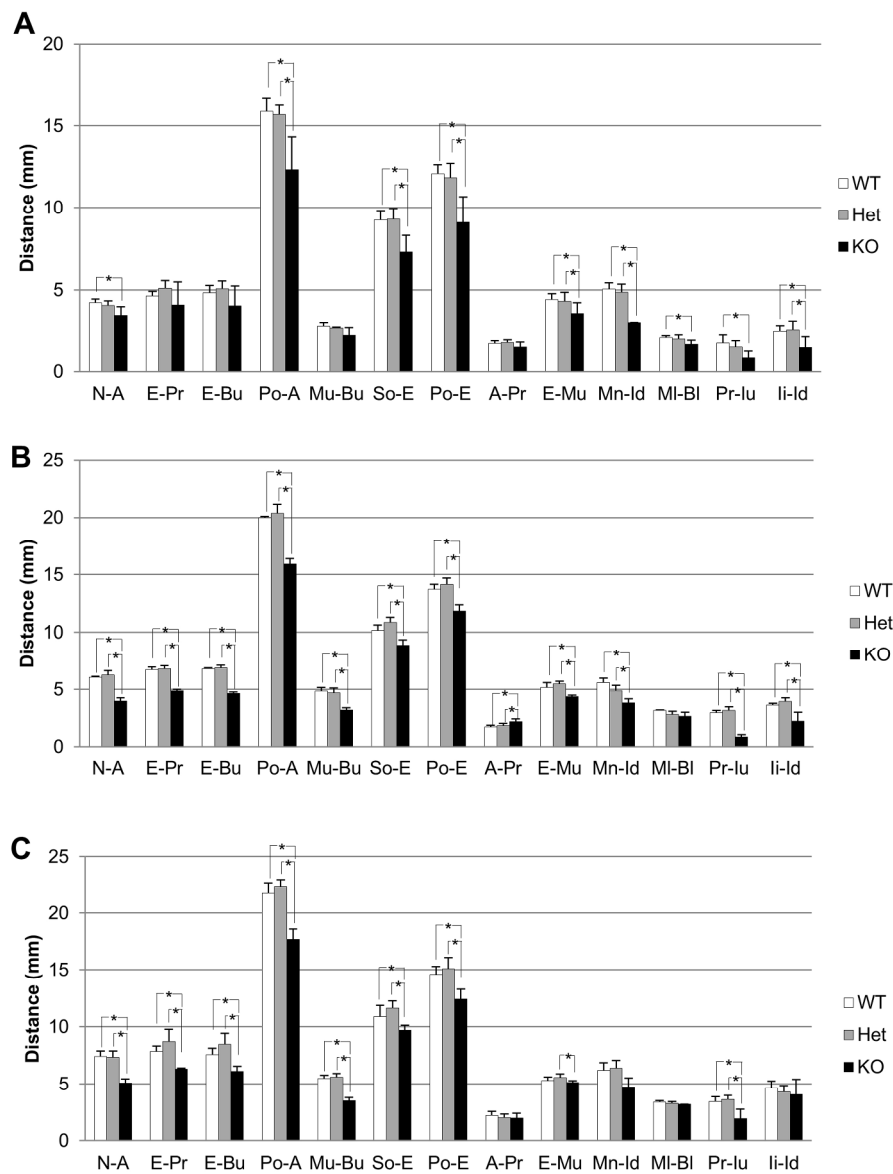 A
20
15
10
5
0
Distance (mm)
* * * * * * * * * * * * * * * *
N-A E-Pr E-Bu Po-A Mu-Bu So-E Po-E A-Pr E-Mu Mn-Id Ml-Bl Pr-Iu Ii-Id
WT
Het
KO
B
25
20
15
10
5
0
Distance (mm)
* * * * * * * * * * * * * * * * * * * * * * * *
N-A E-Pr E-Bu Po-A Mu-Bu So-E Po-E A-Pr E-Mu Mn-Id Ml-Bl Pr-Iu Ii-Id
WT
Het
KO
C
25
20
15
10
5
0
Distance (mm)
* * * * * * * * * * * * * * * * *
N-A E-Pr E-Bu Po-A Mu-Bu So-E Po-E A-Pr E-Mu Mn-Id Ml-Bl Pr-Iu Ii-Id
WT
Het
KO